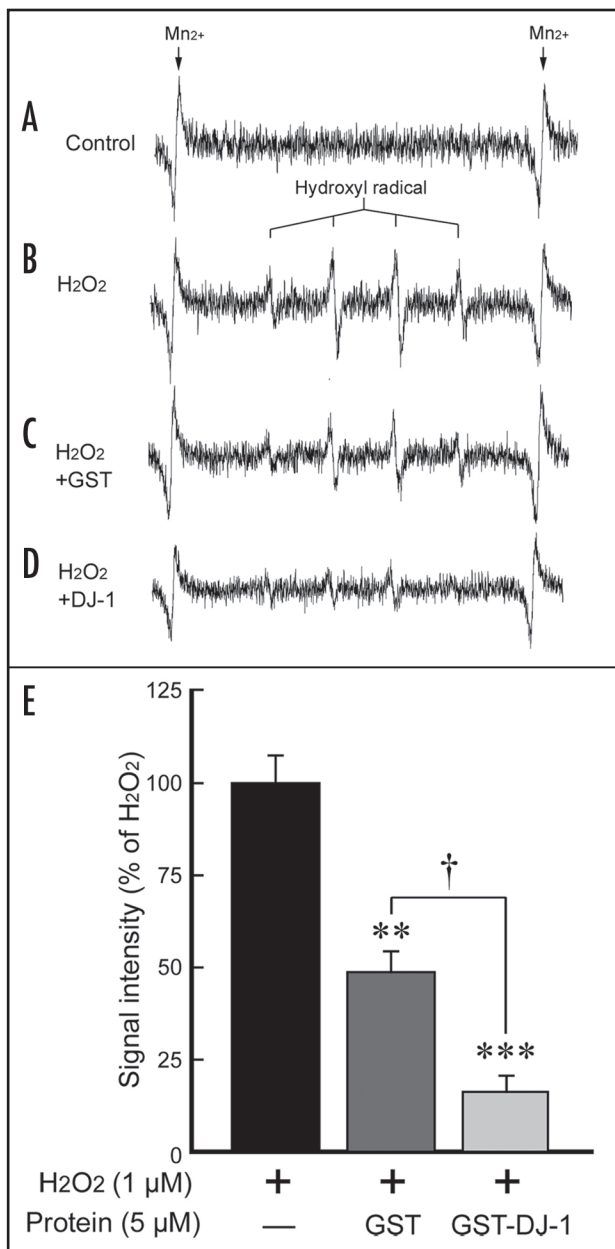 Mn2+ Mn2+
A
Control
Hydroxyl radical
B
H2O2
C
H2O2
+GST
D
H2O2
+DJ-1
E
125
100
75
50
25
0
Signal intensity (% of H2O2)
†
**
***
H2O2 (1 µM) + + +
Protein (5 µM) — GST GST-DJ-1